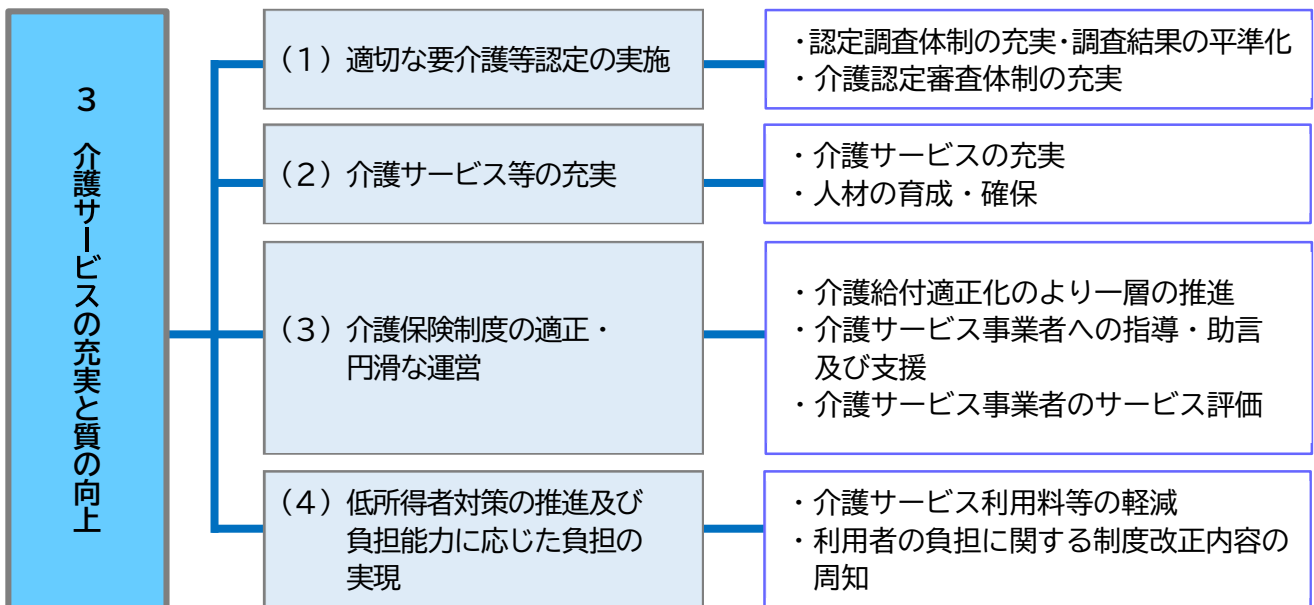 3 介護サービスの充実と質の向上
（１）適切な要介護等認定の実施
・認定調査体制の充実・調査結果の平準化
・介護認定審査体制の充実
（２）介護サービス等の充実
・介護サービスの充実
・人材の育成・確保
（３）介護保険制度の適正・
円滑な運営
・介護給付適正化のより一層の推進
・介護サービス事業者への指導・助言
及び支援
・介護サービス事業者のサービス評価
（４）低所得者対策の推進及び
負担能力に応じた負担の
実現
・介護サービス利用料等の軽減
・利用者の負担に関する制度改正内容の
周知